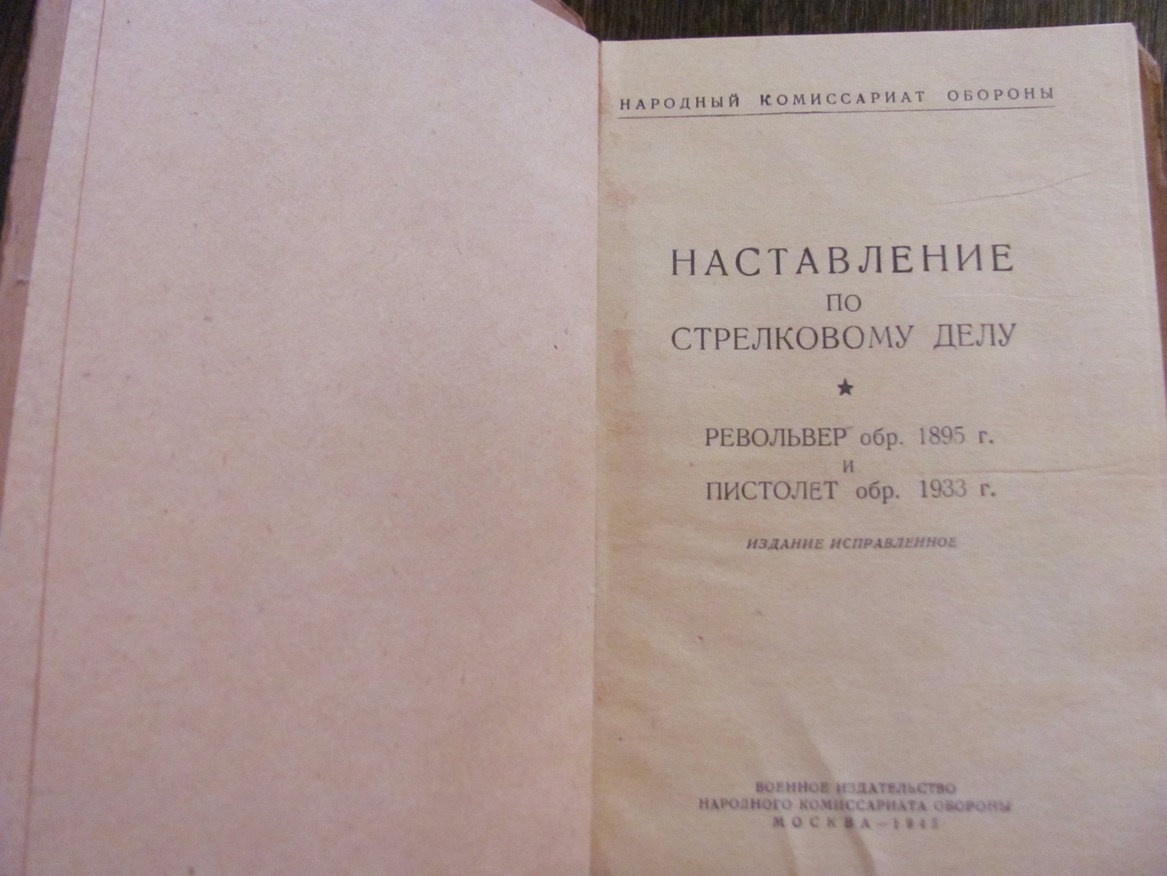 НАРОДНЫЙ КОМИССАРИАТ ОБОРОНЫ
НАСТАВЛЕНИЕ
ПО
СТРЕЛКОВОМУ ДЕЛУ
★
РЕВОЛЬВЕР обр. 1895 г.
И
ПИСТОЛЕТ обр. 1933 г.
ИЗДАНИЕ ИСПРАВЛЕННОЕ
ВОЕННОЕ ИЗДАТЕЛЬСТВО
НАРОДНОГО КОМИССАРИАТА ОБОРОНЫ
МОСКВА